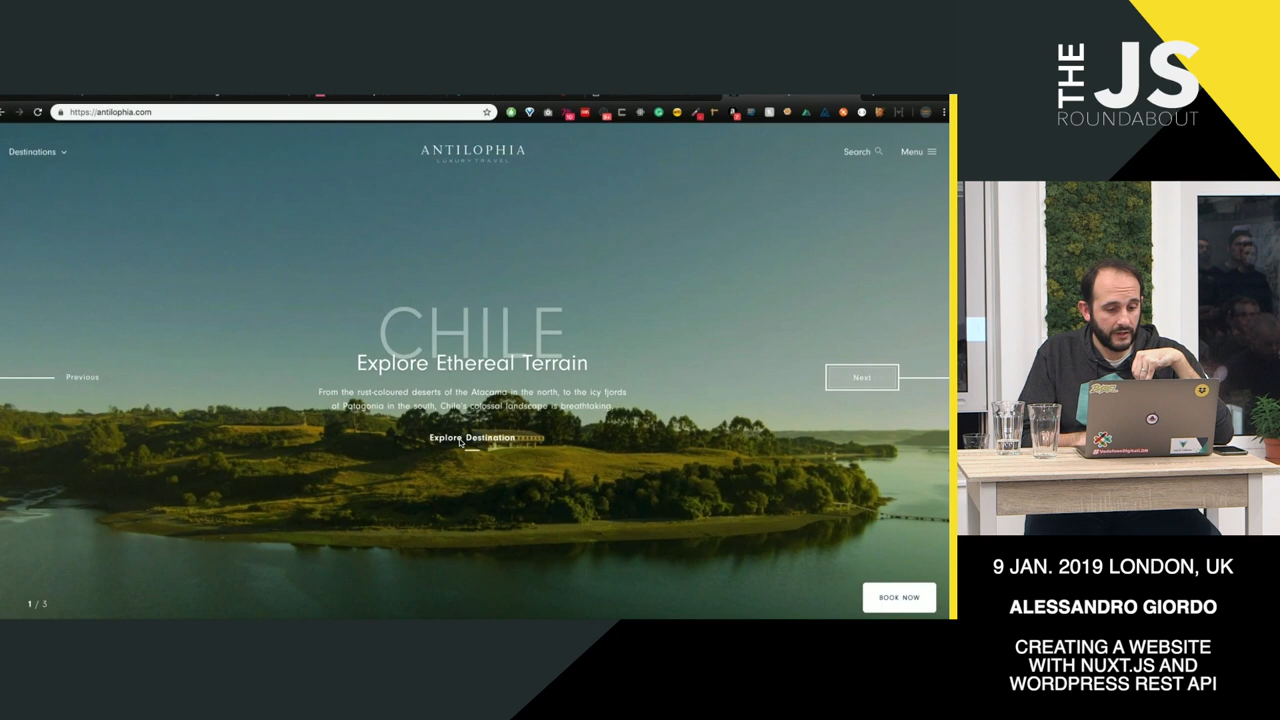 https://antilophia.com
Destinations
ANTILOPHIA
LUXURY TRAVEL
Search
Menu
CHILE
Explore Ethereal Terrain
From the rust-coloured deserts of the Atacama in the north, to the icy fjords
of Patagonia in the south, Chile's colossal landscape is breathtaking.
Explore Destination
Previous
Next
1 / 3
BOOK NOW
THE JS
ROUNDABOUT
9 JAN. 2019 LONDON, UK
ALESSANDRO GIORDO
CREATING A WEBSITE
WITH NUXT.JS AND
WORDPRESS REST API